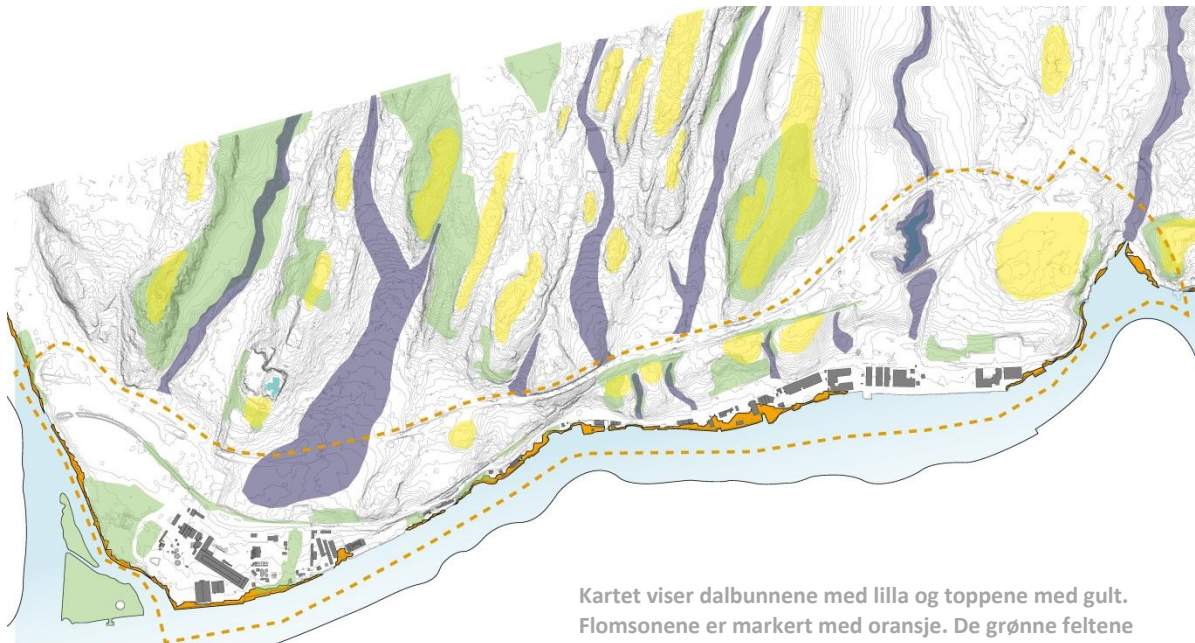 Kartet viser dalbunnene med lilla og toppene med gult.
Flomsonene er markert med oransje. De grønne feltene